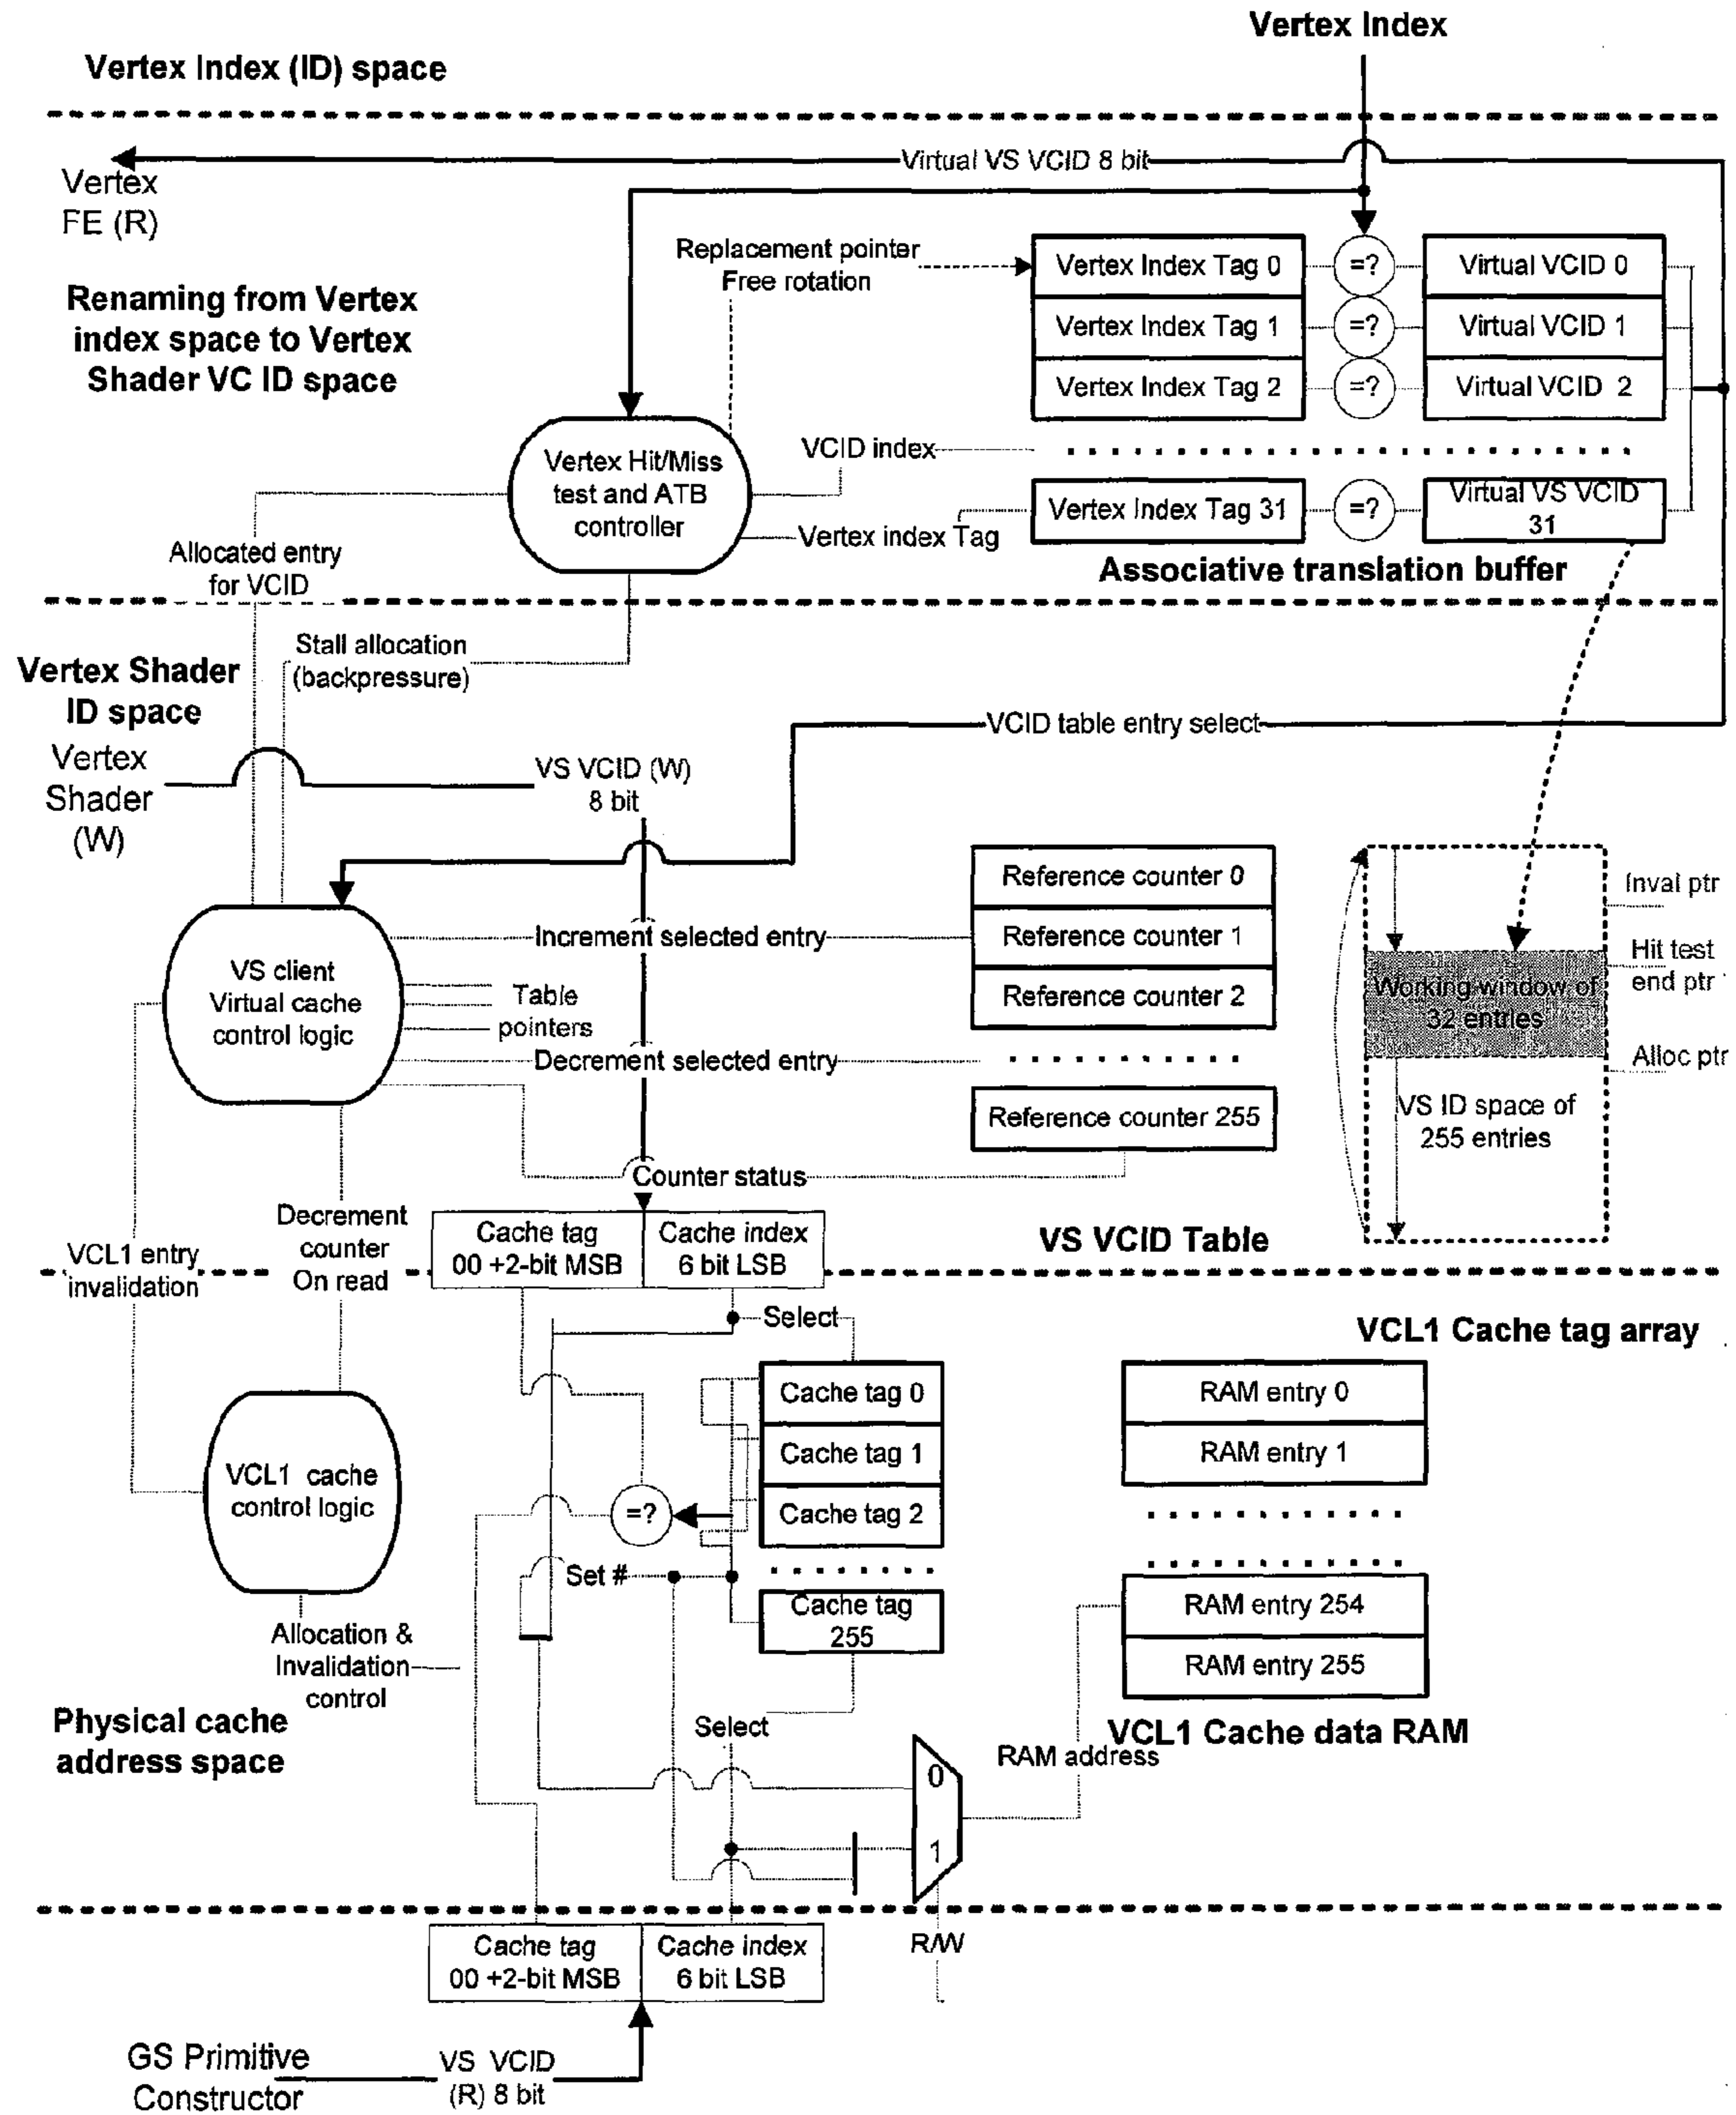 Vertex Index
Vertex Index (ID) space
Virtual VS VCID 8 bit
Vertex
FE (R)
Replacement pointer
Free rotation
Vertex Index Tag 0
=?
Virtual VCID 0
Renaming from Vertex
index space to Vertex
Shader VC ID space
Vertex Index Tag 1
=?
Virtual VCID 1
Vertex Index Tag 2
=?
Virtual VCID 2
Vertex Hit/Miss
test and ATB
controller
VCID index
Vertex Index Tag 31
=?
Virtual VS VCID
31
Vertex index Tag
Allocated entry
for VCID
Associative translation buffer
Stall allocation
(backpressure)
Vertex Shader
ID space
VCID table entry select
Vertex
Shader
(W)
VS VCID (W)
8 bit
Reference counter 0
Inval ptr
Increment selected entry
Reference counter 1
Hit test
end ptr
VS client
Virtual cache
control logic
Table
pointers
Reference counter 2
Working window of
32 entries
Decrement selected entry
Alloc ptr
Reference counter 255
VS ID space of
255 entries
Counter status
Decrement
counter
On read
VCL1 entry
invalidation
Cache tag
00 +2-bit MSB
Cache index
6 bit LSB
VS VCID Table
Select
VCL1 Cache tag array
Cache tag 0
RAM entry 0
Cache tag 1
RAM entry 1
VCL1 cache
control logic
=?
Cache tag 2
Set #
Cache tag
255
RAM entry 254
RAM entry 255
Allocation &
Invalidation
control
Physical cache
address space
Select
VCL1 Cache data RAM
RAM address
0
1
Cache tag
00 +2-bit MSB
Cache index
6 bit LSB
R/W
GS Primitive
Constructor
VS VCID
(R) 8 bit